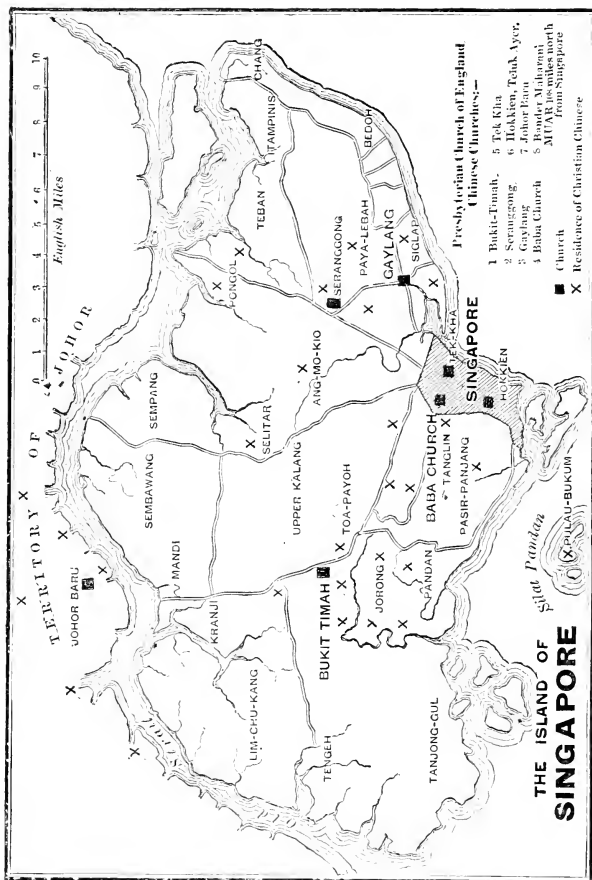 English Miles
0 1 2 3 4 5 6 7 8 9 10
TERRITORY OF JOHOR
JOHOR BARU
Strait
SEMPANG
SEMBAWANG
MANDI
KRANJI
LIM-CHU-KANG
TENGEH
TANJONG-GUL
SELITAR
UPPER KALANG
ANG-MO-KIO
TOA-PAYOH
BUKIT TIMAH
JORONG
PANDAN
PONGOL
TEBAN
TAMPINIS
CHANG
SERANGGONG
PAYA-LEBAH
GAYLANG
SIGLAP
BEDOH
TEK-KHA
SINGAPORE
HOKKIEN
BABA CHURCH
TANGLIN
PASIR-PANJANG
Silat Pandan
PULAU-BUKUM
THE ISLAND OF
SINGAPORE
Presbyterian Church of England
Chinese Churches:—
1 Bukit-Timah.
2 Seranggong.
3 Gaylang
4 Baba Church
5 Tek Kha
6 Hokkien, Teluk Ayer.
7 Johor Baru
8 Bander Maharani
MUAR miles north
from Singapore
Church
X Residence of Christian Chinese